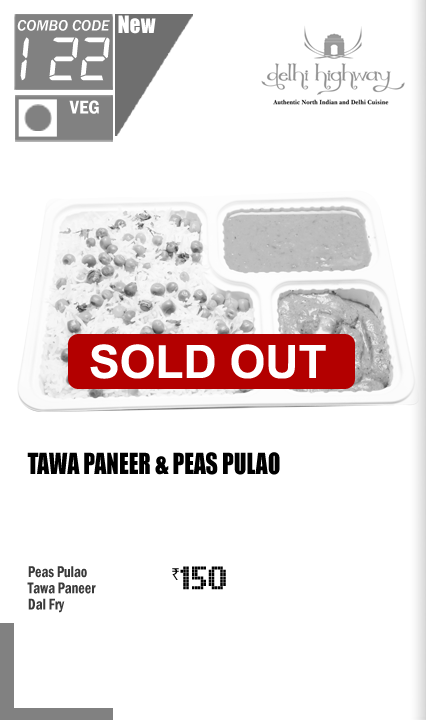 COMBO CODE
122
New
VEG
delhi highway
Authentic North Indian and Delhi Cuisine
SOLD OUT
TAWA PANEER & PEAS PULAO
Peas Pulao
Tawa Paneer
Dal Fry
₹150